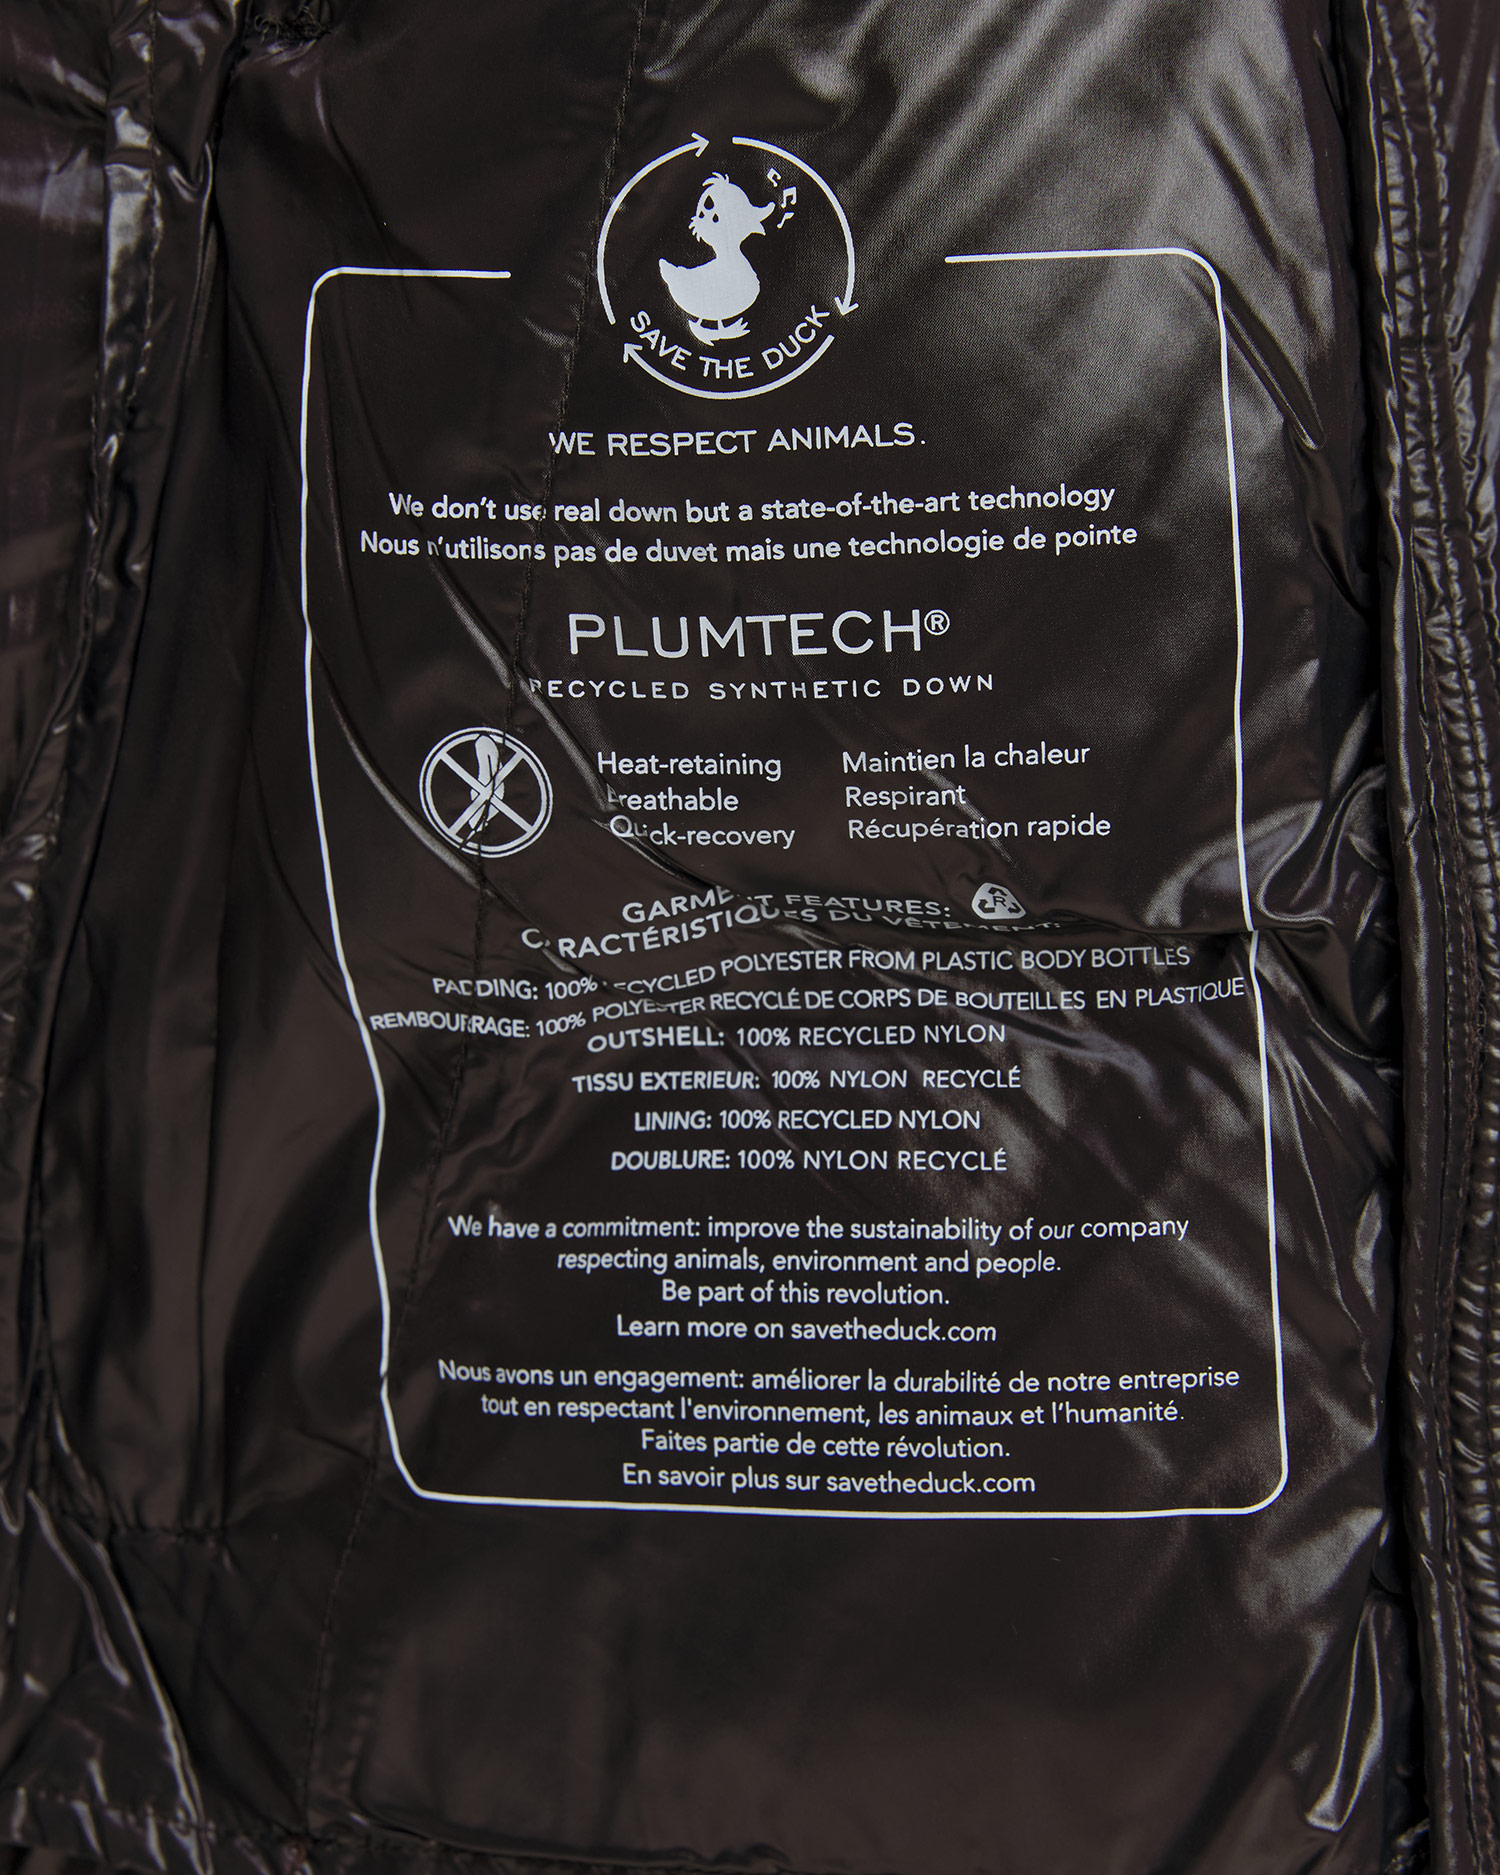 SAVE THE DUCK
WE RESPECT ANIMALS.
We don't use real down but a state-of-the-art technology
Nous n'utilisons pas de duvet mais une technologie de pointe
PLUMTECH®
RECYCLED SYNTHETIC DOWN
Heat-retaining Maintien la chaleur
Breathable Respirant
Quick-recovery Récupération rapide
GARMENT FEATURES: R
CARACTÉRISTIQUES DU VÊTEMENT:
PADDING: 100% RECYCLED POLYESTER FROM PLASTIC BODY BOTTLES
REMBOURRAGE: 100% POLYESTER RECYCLÉ DE CORPS DE BOUTEILLES EN PLASTIQUE
OUTSHELL: 100% RECYCLED NYLON
TISSU EXTERIEUR: 100% NYLON RECYCLÉ
LINING: 100% RECYCLED NYLON
DOUBLURE: 100% NYLON RECYCLÉ
We have a commitment: improve the sustainability of our company
respecting animals, environment and people.
Be part of this revolution.
Learn more on savetheduck.com
Nous avons un engagement: améliorer la durabilité de notre entreprise
tout en respectant l'environnement, les animaux et l'humanité.
Faites partie de cette révolution.
En savoir plus sur savetheduck.com